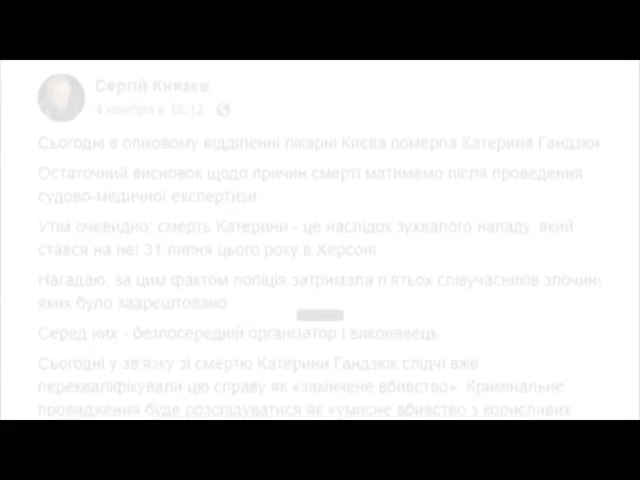 Сергій Князєв
4 ноября в 18:12
Сьогодні в опіковому відділенні лікарні Києва померла Катерина Гандзюк
Остаточний висновок щодо причин смерті матимемо після проведення
судово-медичної експертизи.
Утім очевидно: смерть Катерини - це наслідок зухвалого нападу, який
стався на неї 31 липня цього року в Херсоні.
Нагадаю, за цим фактом поліція затримала п'ятьох співучасників злочину,
яких було заарештовано
Серед них - безпосередній організатор і виконавець
Сьогодні у зв'язку зі смертю Катерини Гандзюк слідчі вже
перекваліфікували цю справу як «закінчене вбивство». Кримінальне
провадження буде розслідуватися як «умисне вбивство з корисливих